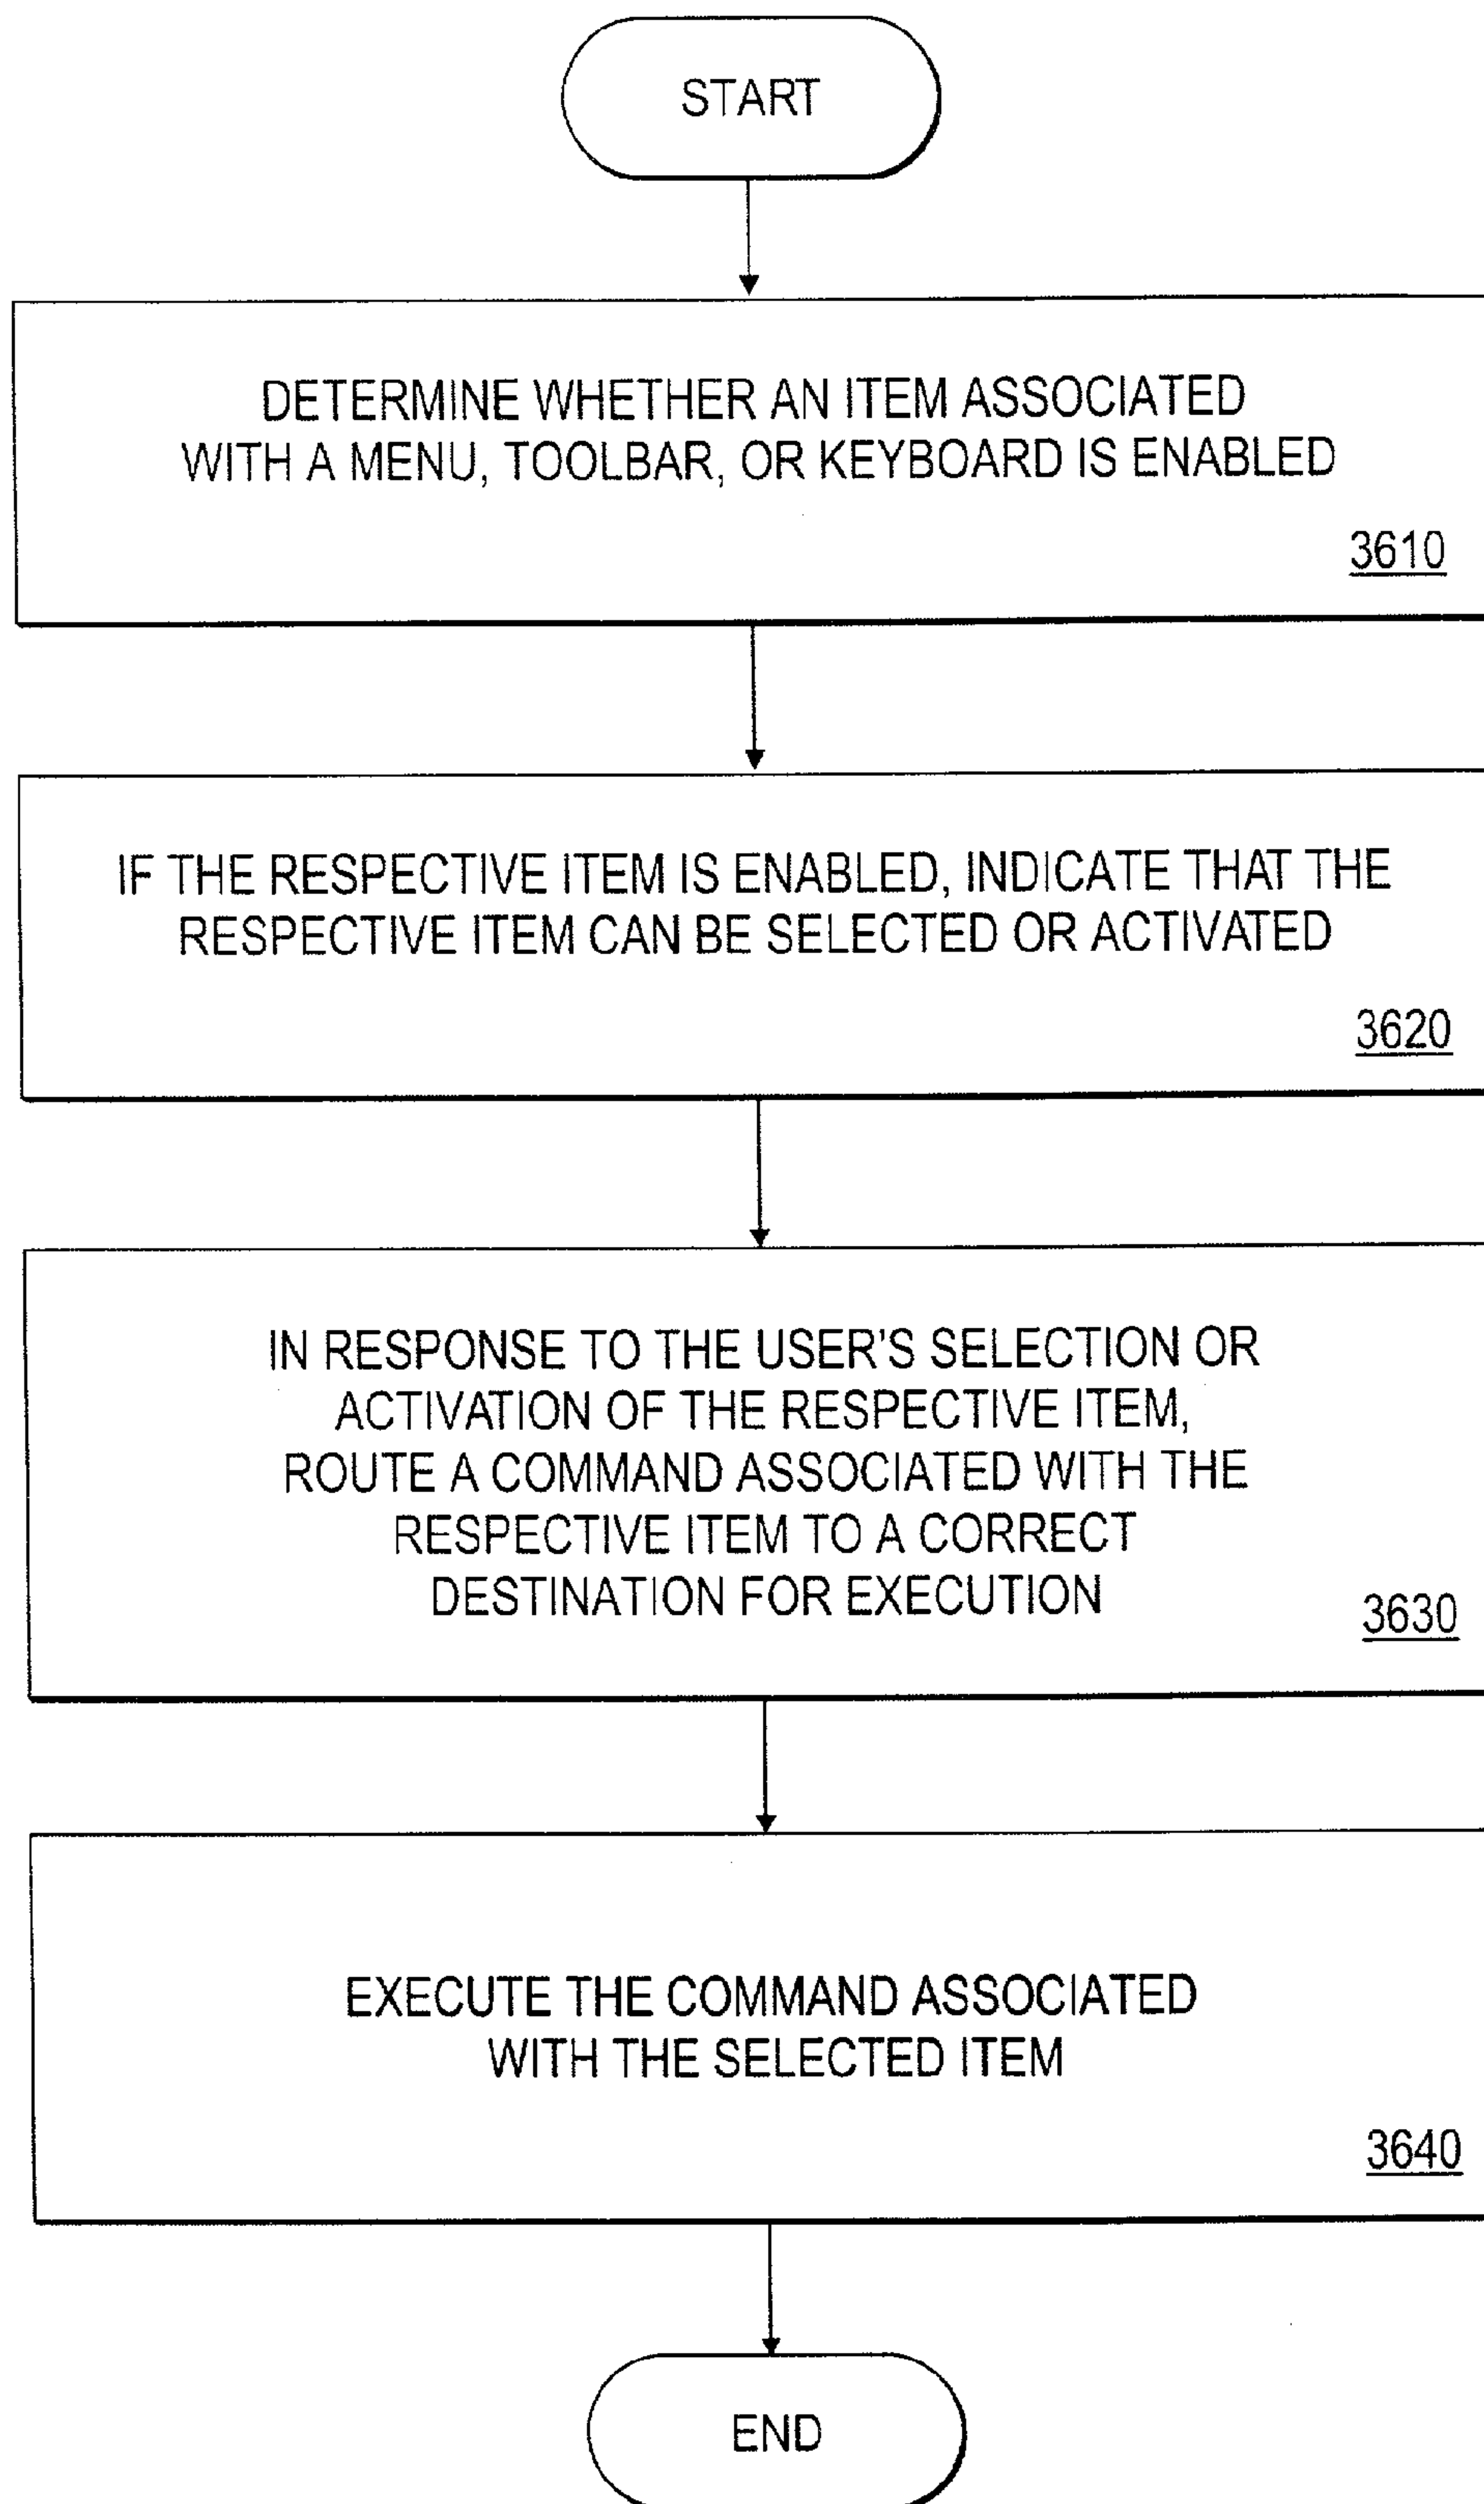 START
DETERMINE WHETHER AN ITEM ASSOCIATED
WITH A MENU, TOOLBAR, OR KEYBOARD IS ENABLED
3610
IF THE RESPECTIVE ITEM IS ENABLED, INDICATE THAT THE
RESPECTIVE ITEM CAN BE SELECTED OR ACTIVATED
3620
IN RESPONSE TO THE USER'S SELECTION OR
ACTIVATION OF THE RESPECTIVE ITEM,
ROUTE A COMMAND ASSOCIATED WITH THE
RESPECTIVE ITEM TO A CORRECT
DESTINATION FOR EXECUTION
3630
EXECUTE THE COMMAND ASSOCIATED
WITH THE SELECTED ITEM
3640
END